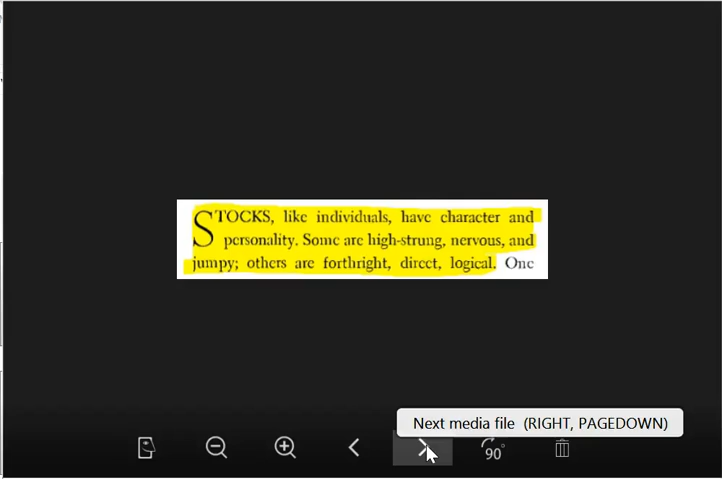 STOCKS, like individuals, have character and
personality. Some are high-strung, nervous, and
jumpy; others are forthright, direct, logical. One
Next media file (RIGHT, PAGEDOWN)
90°